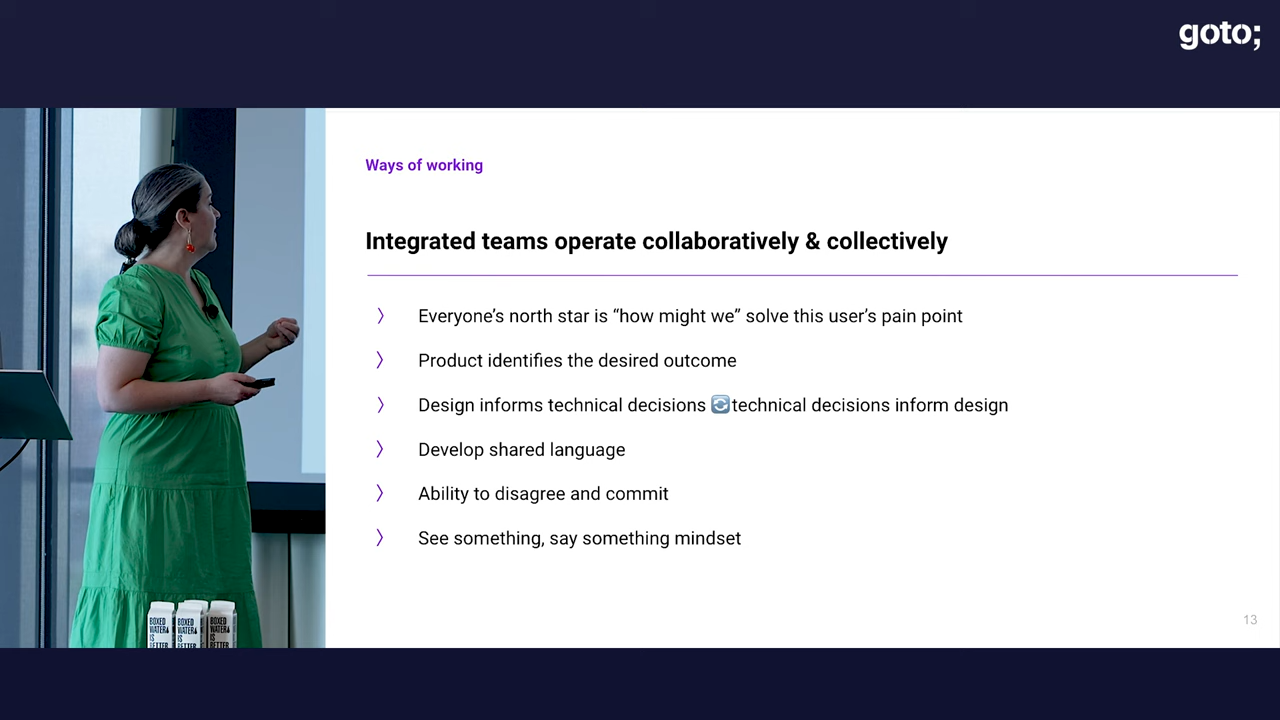 goto;
Ways of working
Integrated teams operate collaboratively & collectively
Everyone’s north star is “how might we” solve this user’s pain point
Product identifies the desired outcome
Design informs technical decisions 🔄technical decisions inform design
Develop shared language
Ability to disagree and commit
See something, say something mindset
13
BOXED WATER IS BETTER
BOXED WATER IS BETTER
BOXED WATER IS BETTER